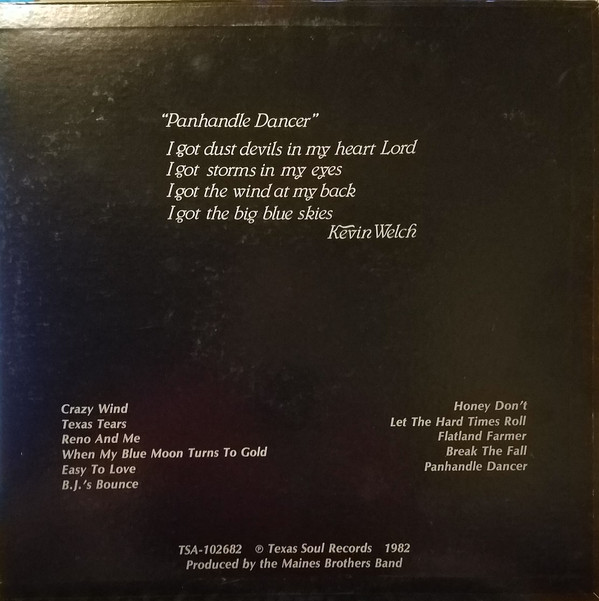 “Panhandle Dancer”
I got dust devils in my heart Lord
I got storms in my eyes
I got the wind at my back
I got the big blue skies
Kevin Welch
Crazy Wind
Texas Tears
Reno And Me
When My Blue Moon Turns To Gold
Easy To Love
B.J.'s Bounce
Honey Don't
Let The Hard Times Roll
Flatland Farmer
Break The Fall
Panhandle Dancer
TSA-102682 ℗ Texas Soul Records 1982
Produced by the Maines Brothers Band